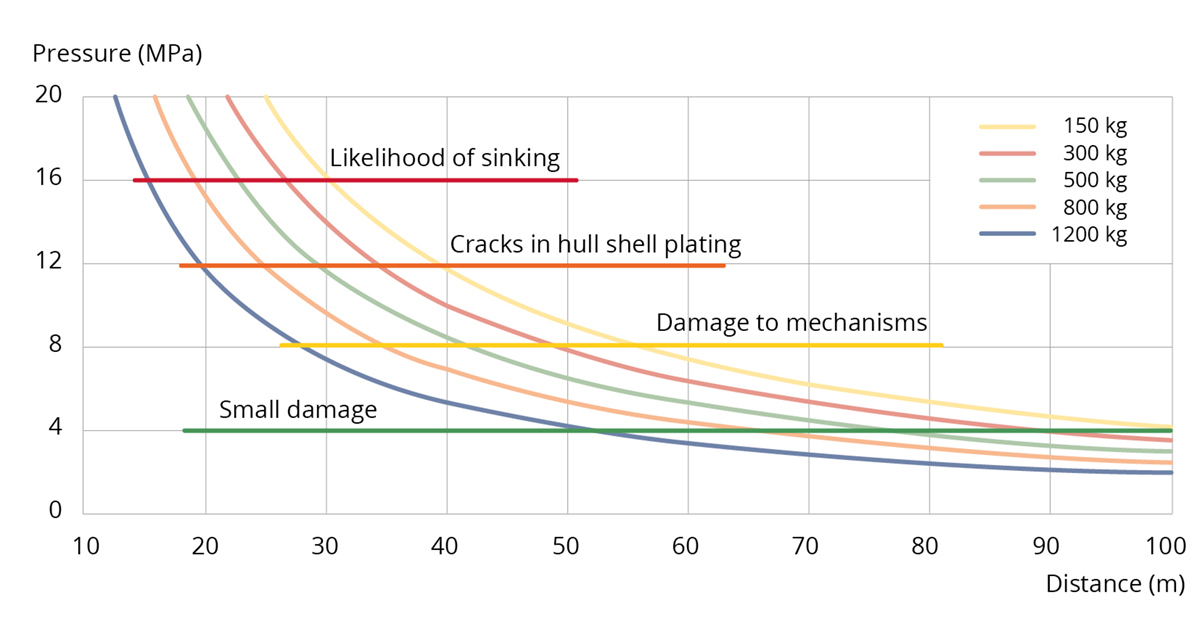 Pressure (MPa)
20
150 kg
300 kg
Likelihood of sinking
16
500 kg
800 kg
1200 kg
Cracks in hull shell plating
12
Damage to mechanisms
8
Small damage
4
0
10 20 30 40 50 60 70 80 90 100
Distance (m)